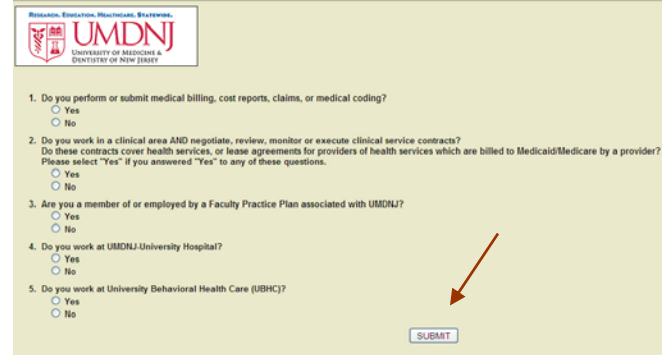 RESEARCH. EDUCATION. HEALTHCARE. STATEWIDE.
UMDNJ
UNIVERSITY OF MEDICINE &
DENTISTRY OF NEW JERSEY
1. Do you perform or submit medical billing, cost reports, claims, or medical coding?
Yes
No
2. Do you work in a clinical area AND negotiate, review, monitor or execute clinical service contracts?
Do these contracts cover health services, or lease agreements for providers of health services which are billed to Medicaid/Medicare by a provider?
Please select "Yes" if you answered "Yes" to any of these questions.
Yes
No
3. Are you a member of or employed by a Faculty Practice Plan associated with UMDNJ?
Yes
No
4. Do you work at UMDNJ-University Hospital?
Yes
No
5. Do you work at University Behavioral Health Care (UBHC)?
Yes
No
SUBMIT